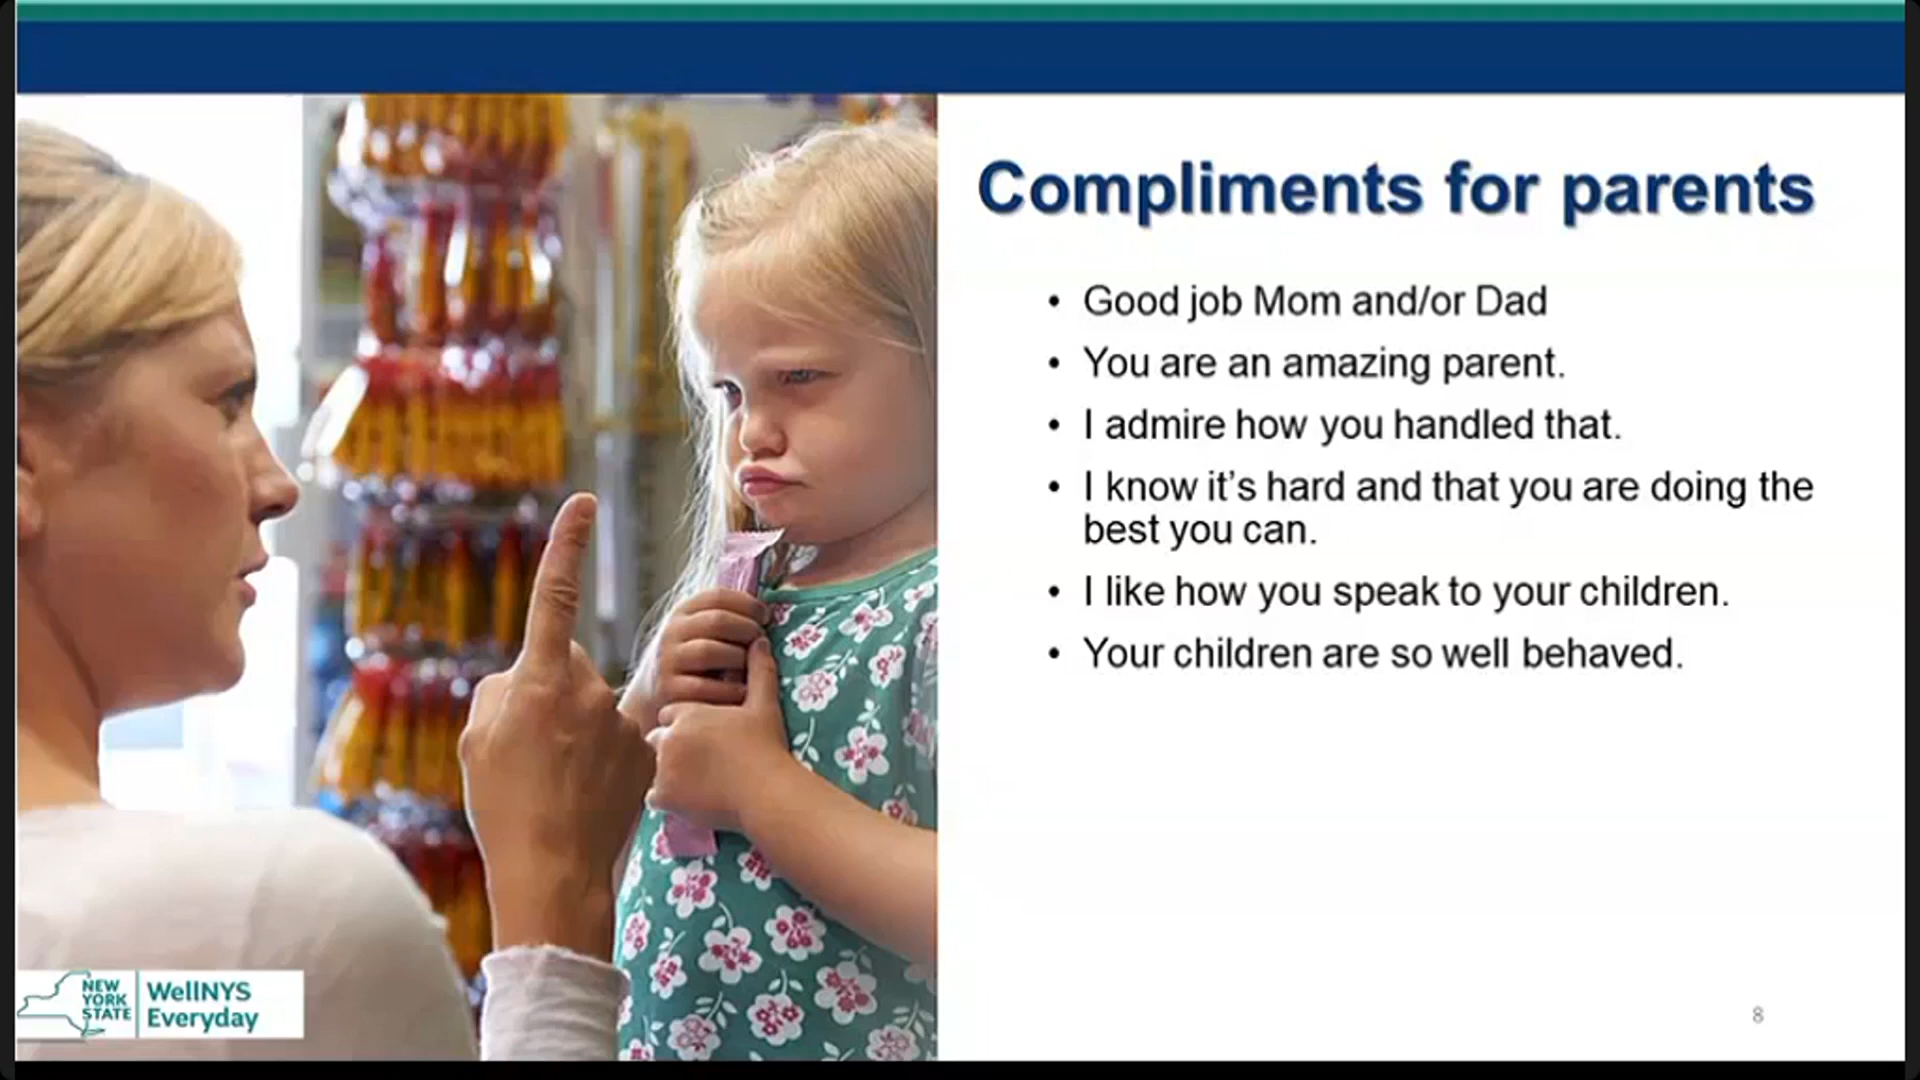 Compliments for parents
• Good job Mom and/or Dad
• You are an amazing parent.
• I admire how you handled that.
• I know it’s hard and that you are doing the
best you can.
• I like how you speak to your children.
• Your children are so well behaved.
NEW
YORK
STATE
WellNYS
Everyday
8